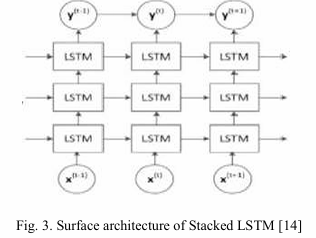 y(t-1) y(t) y(t+1)
LSTM LSTM LSTM
LSTM LSTM LSTM
LSTM LSTM LSTM
x(t-1) x(t) x(t+1)
Fig. 3. Surface architecture of Stacked LSTM [14]